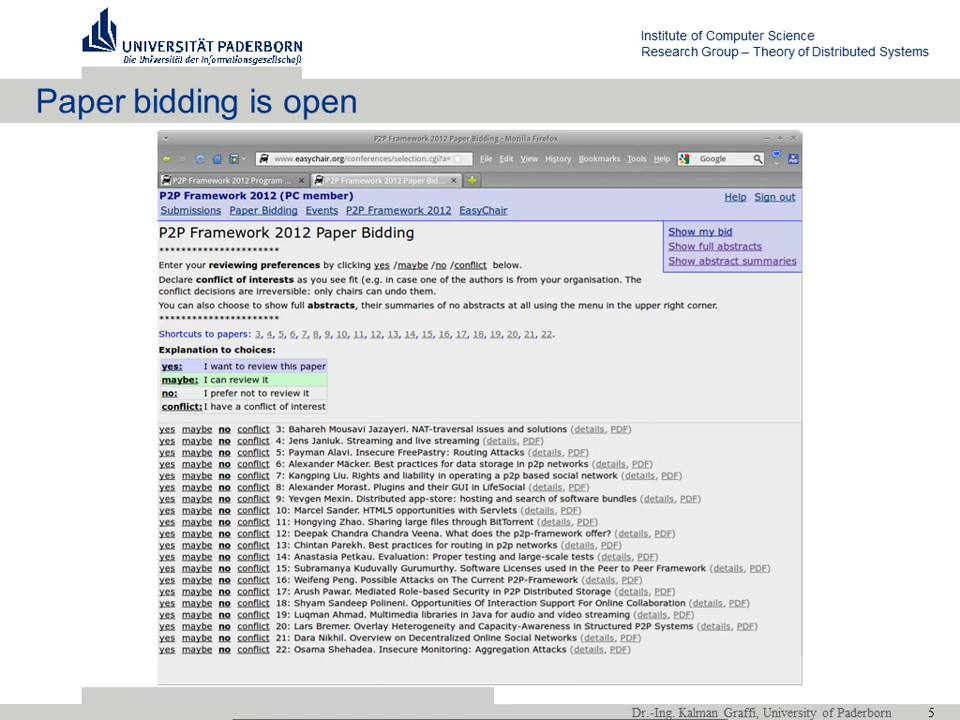 UNIVERSITÄT PADERBORN
Die Universität der Informationsgesellschaft
Institute of Computer Science
Research Group – Theory of Distributed Systems
Paper bidding is open
P2P Framework 2012 Paper Bidding - Mozilla Firefox
www.easychair.org/conferences/selection.cgi?a= File Edit View History Bookmarks Tools Help Google
P2P Framework 2012 Program ... P2P Framework 2012 Paper Bid...
P2P Framework 2012 (PC member)
Help Sign out
Submissions Paper Bidding Events P2P Framework 2012 EasyChair
P2P Framework 2012 Paper Bidding
Show my bid
Show full abstracts
Show abstract summaries
***********************
Enter your reviewing preferences by clicking yes /maybe /no /conflict below.
Declare conflict of interests as you see fit (e.g. in case one of the authors is from your organisation. The
conflict decisions are irreversible: only chairs can undo them.
You can also choose to show full abstracts, their summaries of no abstracts at all using the menu in the upper right corner.
***********************
Shortcuts to papers: 3, 4, 5, 6, 7, 8, 9, 10, 11, 12, 13, 14, 15, 16, 17, 18, 19, 20, 21, 22.
Explanation to choices:
yes: I want to review this paper
maybe: I can review it
no: I prefer not to review it
conflict: I have a conflict of interest
yes maybe no conflict 3: Bahareh Mousavi Jazayeri. NAT-traversal issues and solutions (details, PDF)
yes maybe no conflict 4: Jens Janiuk. Streaming and live streaming (details, PDF)
yes maybe no conflict 5: Payman Alavi. Insecure FreePastry: Routing Attacks (details, PDF)
yes maybe no conflict 6: Alexander Mäcker. Best practices for data storage in p2p networks (details, PDF)
yes maybe no conflict 7: Kangping Liu. Rights and liability in operating a p2p based social network (details, PDF)
yes maybe no conflict 8: Alexander Morast. Plugins and their GUI in LifeSocial (details, PDF)
yes maybe no conflict 9: Yevgen Mexin. Distributed app-store: hosting and search of software bundles (details, PDF)
yes maybe no conflict 10: Marcel Sander. HTML5 opportunities with Servlets (details, PDF)
yes maybe no conflict 11: Hongying Zhao. Sharing large files through BitTorrent (details, PDF)
yes maybe no conflict 12: Deepak Chandra Chandra Veena. What does the p2p-framework offer? (details, PDF)
yes maybe no conflict 13: Chintan Parekh. Best practices for routing in p2p networks (details, PDF)
yes maybe no conflict 14: Anastasia Petkau. Evaluation: Proper testing and large-scale tests (details, PDF)
yes maybe no conflict 15: Subramanya Kuduvally Gurumurthy. Software Licenses used in the Peer to Peer Framework (details, PDF)
yes maybe no conflict 16: Weifeng Peng. Possible Attacks on The Current P2P-Framework (details, PDF)
yes maybe no conflict 17: Arush Pawar. Mediated Role-based Security in P2P Distributed Storage (details, PDF)
yes maybe no conflict 18: Shyam Sandeep Polineni. Opportunities Of Interaction Support For Online Collaboration (details, PDF)
yes maybe no conflict 19: Luqman Ahmad. Multimedia libraries in Java for audio and video streaming (details, PDF)
yes maybe no conflict 20: Lars Bremer. Overlay Heterogeneity and Capacity-Awareness in Structured P2P Systems (details, PDF)
yes maybe no conflict 21: Dara Nikhil. Overview on Decentralized Online Social Networks (details, PDF)
yes maybe no conflict 22: Osama Shehadea. Insecure Monitoring: Aggregation Attacks (details, PDF)
Dr.-Ing. Kalman Graffi, University of Paderborn 5